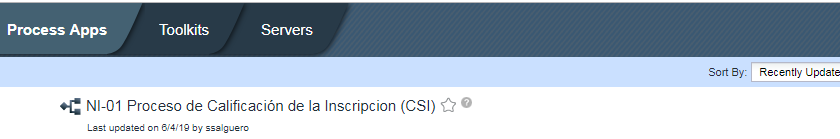 Process Apps Toolkits Servers
Sort By: Recently Update
NI-01 Proceso de Calificación de la Inscripcion (CSI) ?
Last updated on 6/4/19 by ssalguero